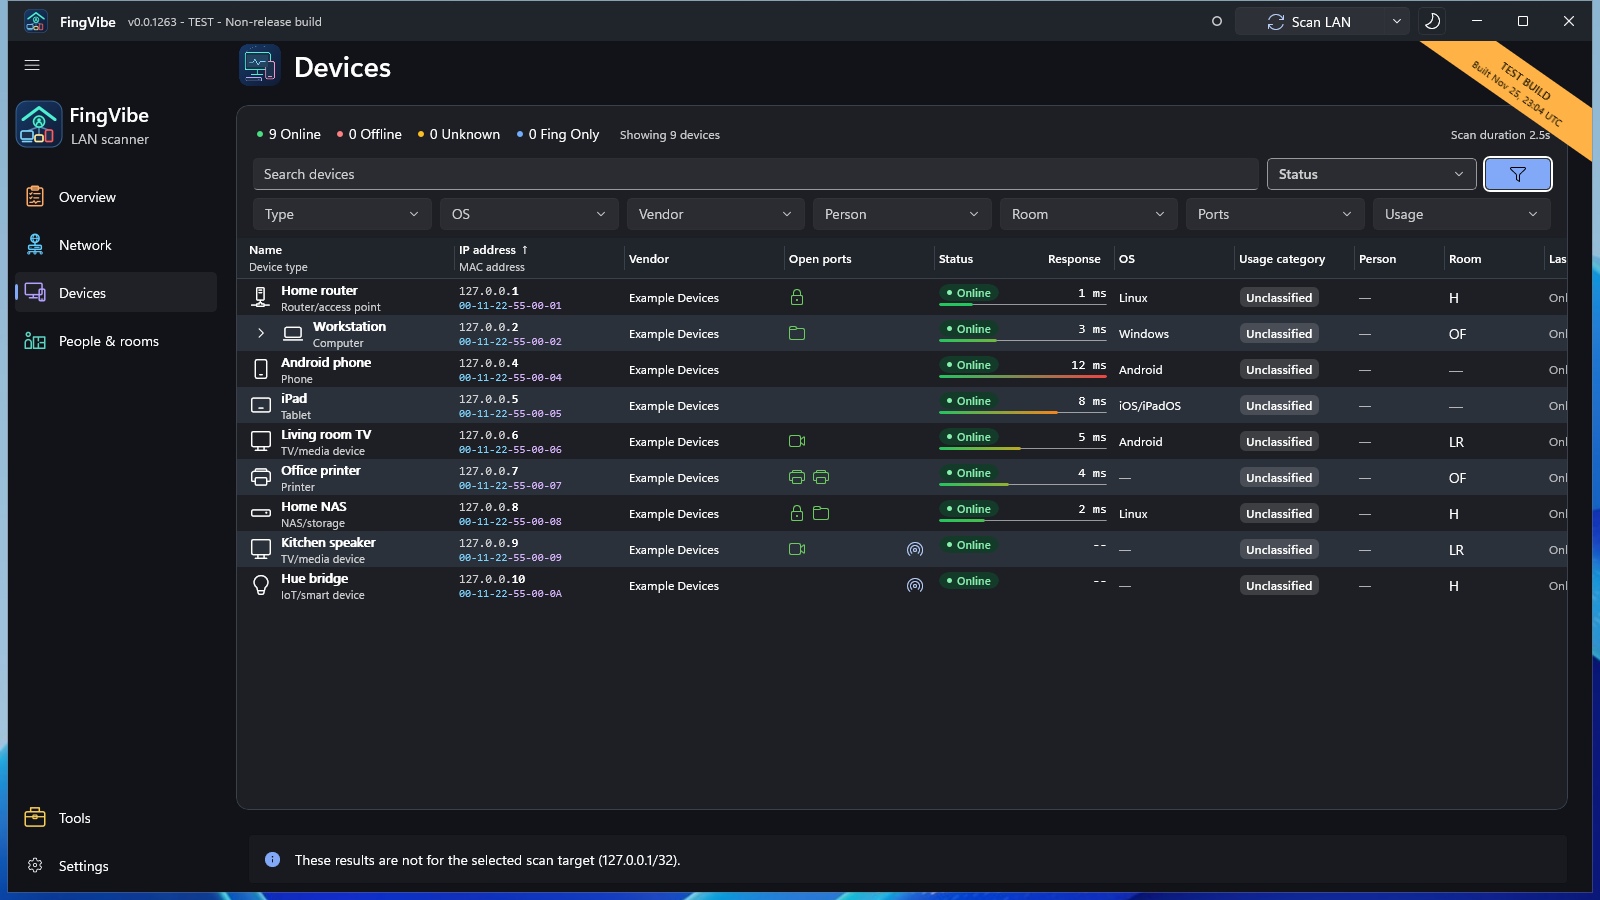 FingVibe v0.0.1263 - TEST - Non-release build
Scan LAN
TEST BUILD
Built Nov 25, 23:04 UTC
FingVibe
LAN scanner
Overview
Network
Devices
People & rooms
Tools
Settings
Devices
9 Online 0 Offline 0 Unknown 0 Fing Only Showing 9 devices Scan duration 2.5s
Search devices Status
Type OS Vendor Person Room Ports Usage
Name IP address ↑ Vendor Open ports Status Response OS Usage category Person Room Las
Device type MAC address
Home router 127.0.0.1 Example Devices Online 1 ms Linux Unclassified — H Onl
Router/access point 00-11-22-55-00-01
Workstation 127.0.0.2 Example Devices Online 3 ms Windows Unclassified — OF Onl
Computer 00-11-22-55-00-02
Android phone 127.0.0.4 Example Devices Online 12 ms Android Unclassified — — Onl
Phone 00-11-22-55-00-04
iPad 127.0.0.5 Example Devices Online 8 ms iOS/iPadOS Unclassified — — Onl
Tablet 00-11-22-55-00-05
Living room TV 127.0.0.6 Example Devices Online 5 ms Android Unclassified — LR Onl
TV/media device 00-11-22-55-00-06
Office printer 127.0.0.7 Example Devices Online 4 ms — Unclassified — OF Onl
Printer 00-11-22-55-00-07
Home NAS 127.0.0.8 Example Devices Online 2 ms Linux Unclassified — H Onl
NAS/storage 00-11-22-55-00-08
Kitchen speaker 127.0.0.9 Example Devices Online -- — Unclassified — LR Onl
TV/media device 00-11-22-55-00-09
Hue bridge 127.0.0.10 Example Devices Online -- — Unclassified — H Onl
IoT/smart device 00-11-22-55-00-0A
These results are not for the selected scan target (127.0.0.1/32).